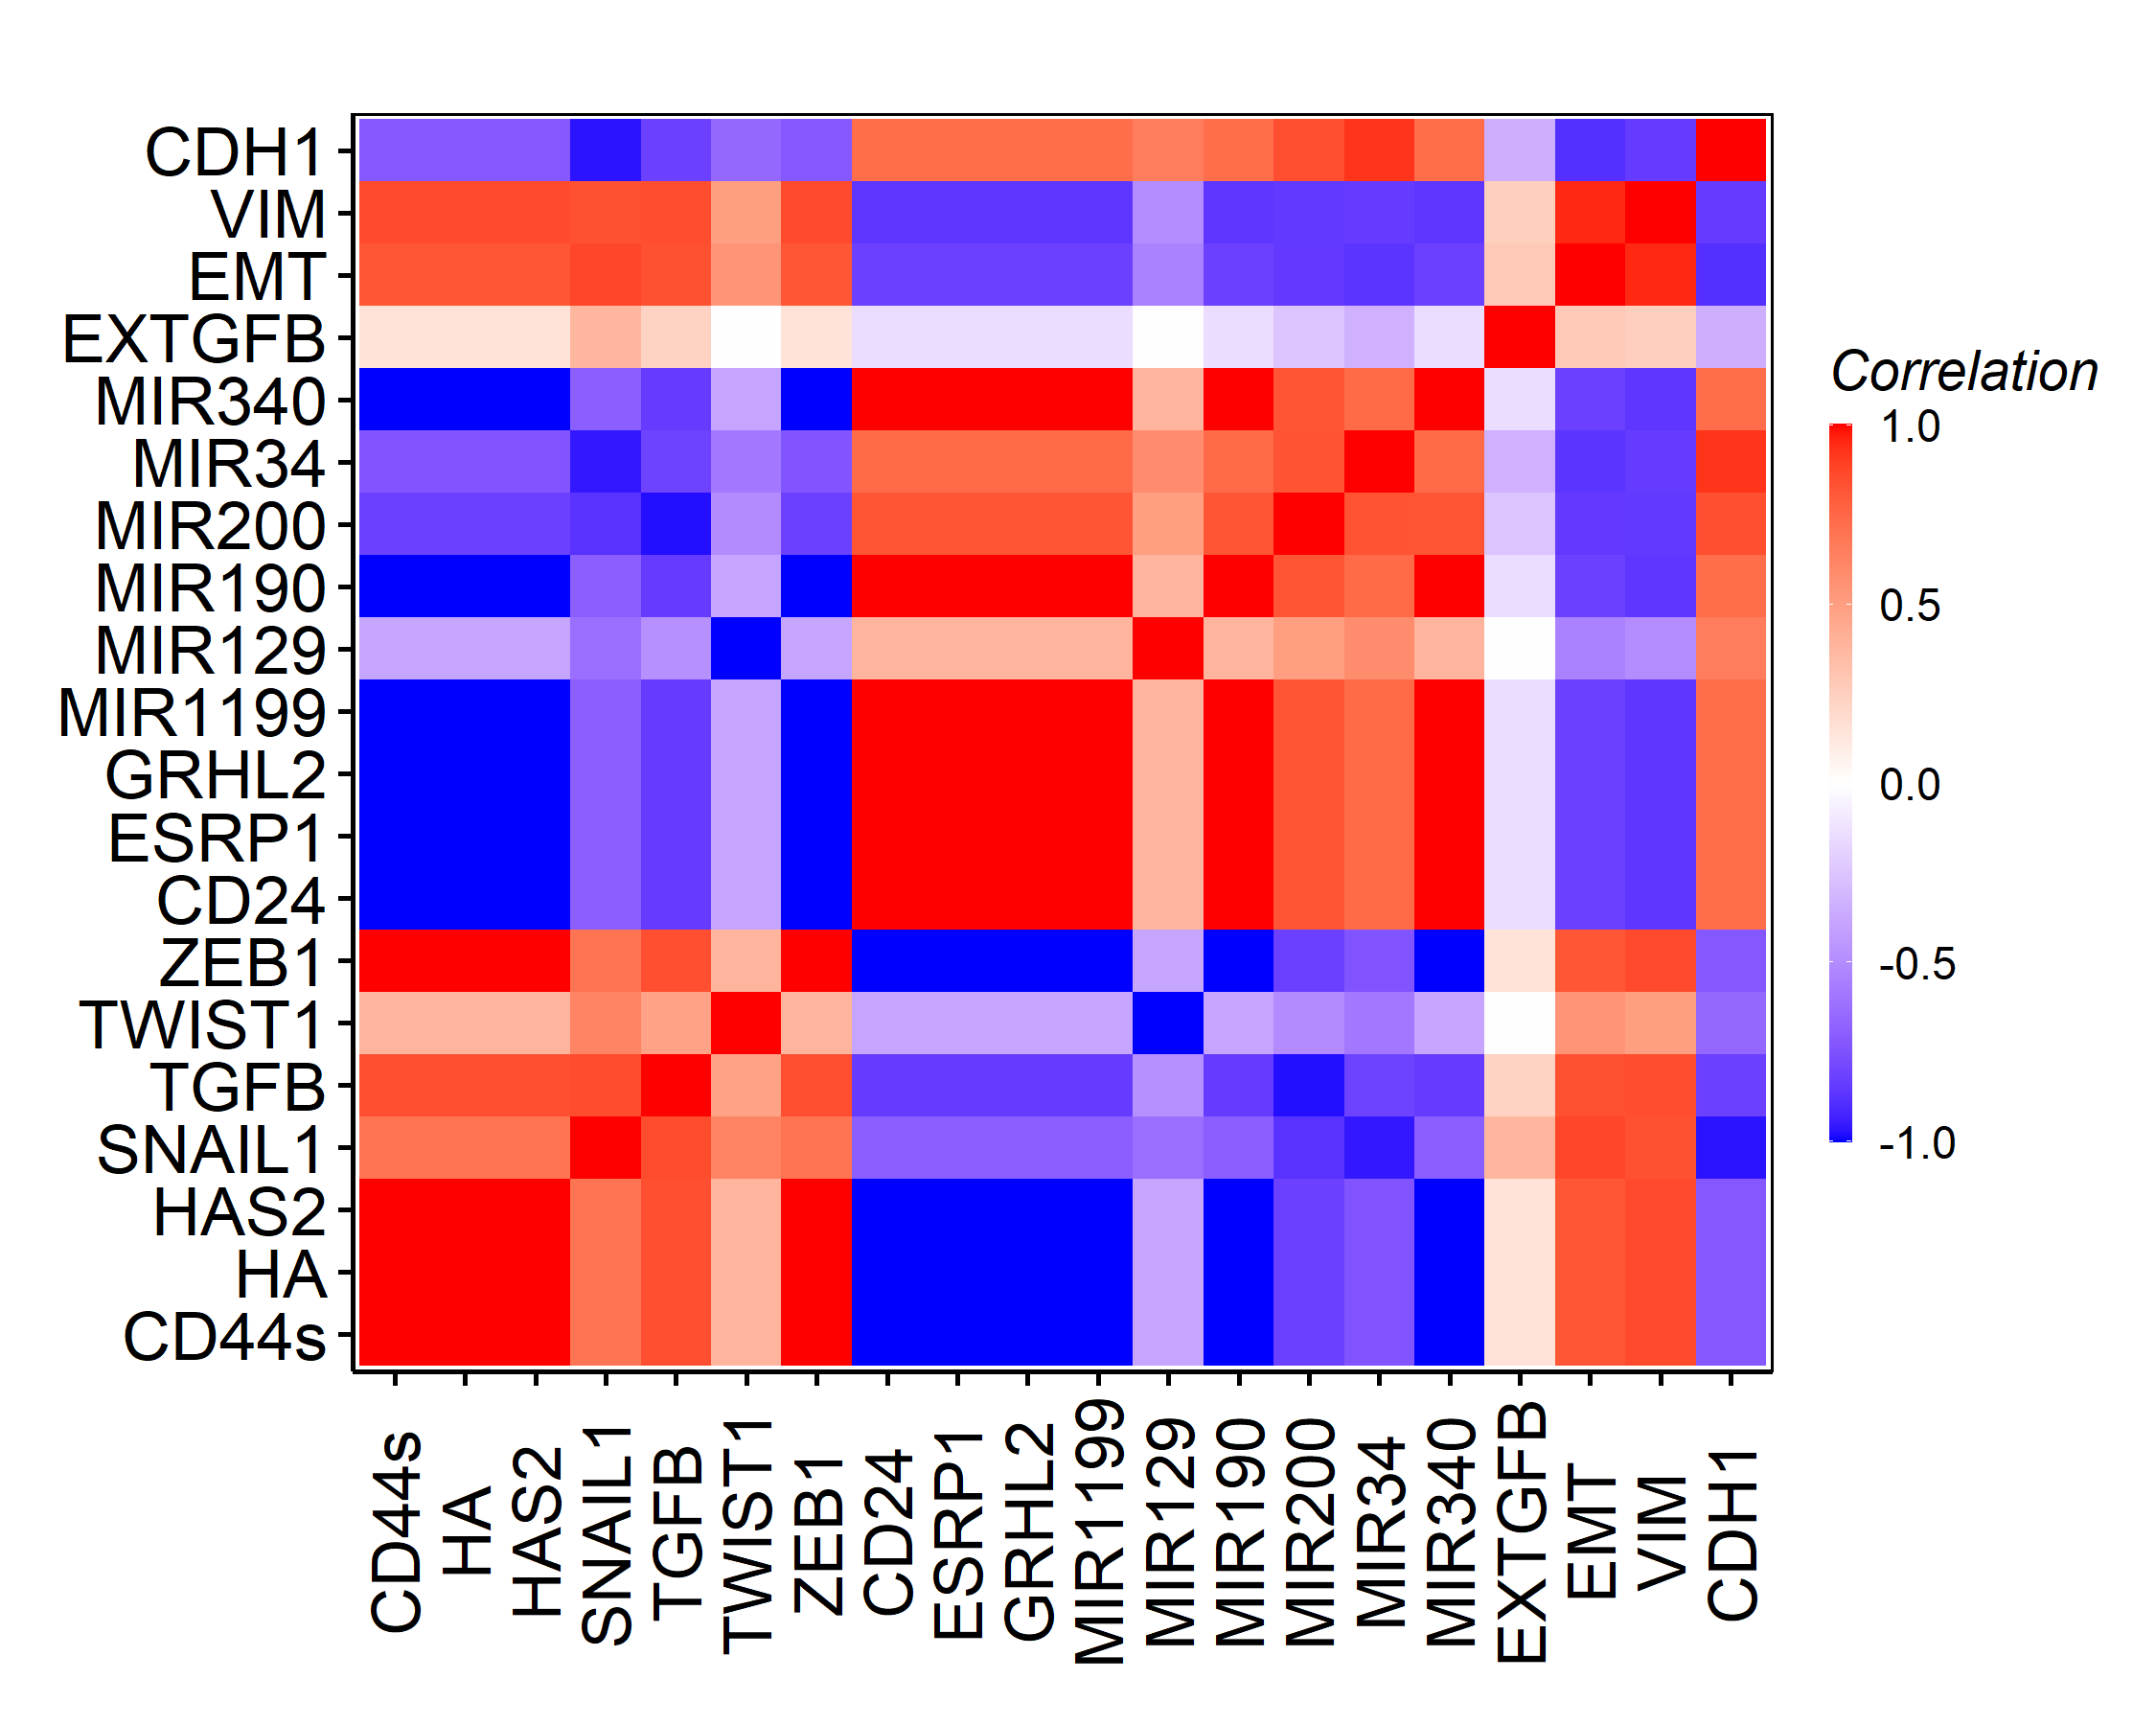 CDH1
VIM
EMT
EXTGFB
MIR340
MIR34
MIR200
MIR190
MIR129
MIR1199
GRHL2
ESRP1
CD24
ZEB1
TWIST1
TGFB
SNAIL1
HAS2
HA
CD44s
CD44s
HA
HAS2
SNAIL1
TGFB
TWIST1
ZEB1
CD24
ESRP1
GRHL2
MIR1199
MIR129
MIR190
MIR200
MIR34
MIR340
EXTGFB
EMT
VIM
CDH1
Correlation
1.0
0.5
0.0
-0.5
-1.0